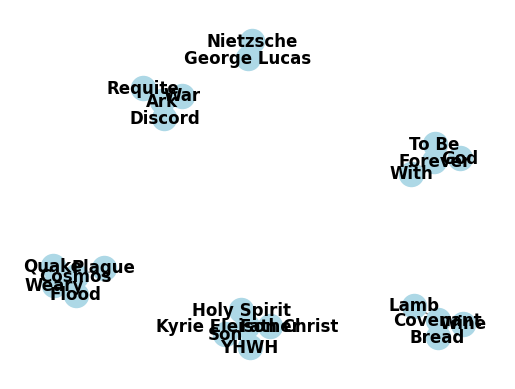 Nietzsche
George Lucas
Requite
War
Ark
Discord
To Be
Forever
God
With
Quake
Plague
Cosmos
Weary
Flood
Holy Spirit
Kyrie Eleison
Father
Christ
Son
YHWH
Lamb
Covenant
Wine
Bread